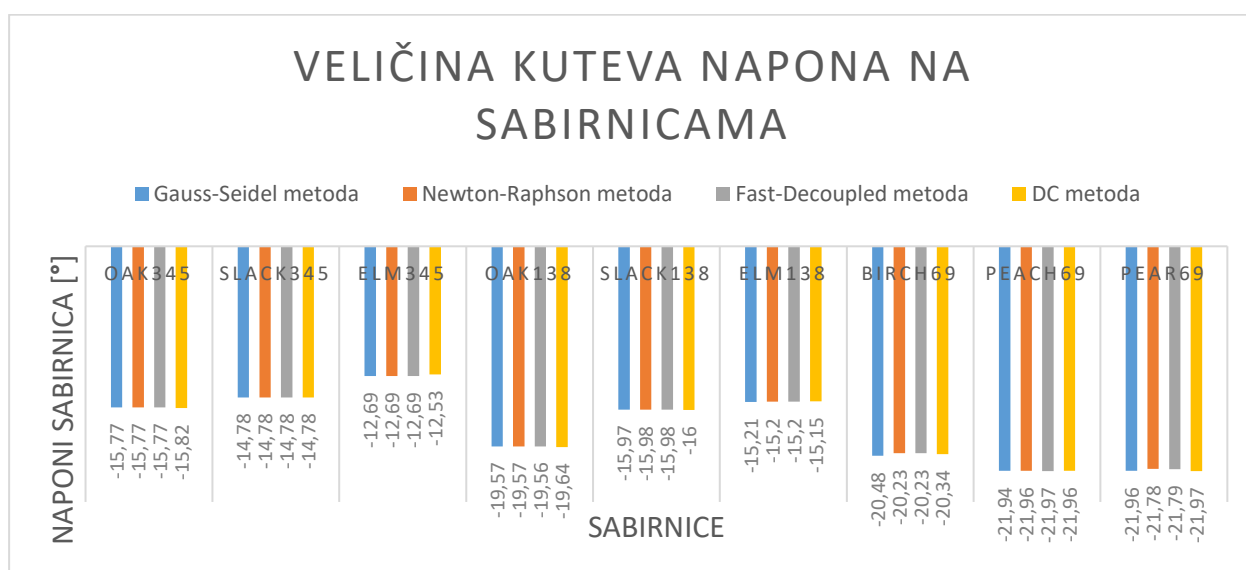 VELIČINA KUTEVA NAPONA NA
SABIRNICAMA
Gauss-Seidel metoda
Newton-Raphson metoda
Fast-Decoupled metoda
DC metoda
NAPONI SABIRNICA [°]
OAK345
SLACK345
ELM345
OAK138
SLACK138
ELM138
BIRCH69
PEACH69
PEAR69
-15,77
-15,77
-15,77
-15,82
-14,78
-14,78
-14,78
-14,78
-12,69
-12,69
-12,69
-12,53
-19,57
-19,57
-19,56
-19,64
-15,97
-15,98
-15,98
-16
-15,21
-15,2
-15,2
-15,15
-20,48
-20,23
-20,23
-20,34
-21,94
-21,96
-21,97
-21,96
-21,96
-21,78
-21,79
-21,97
SABIRNICE